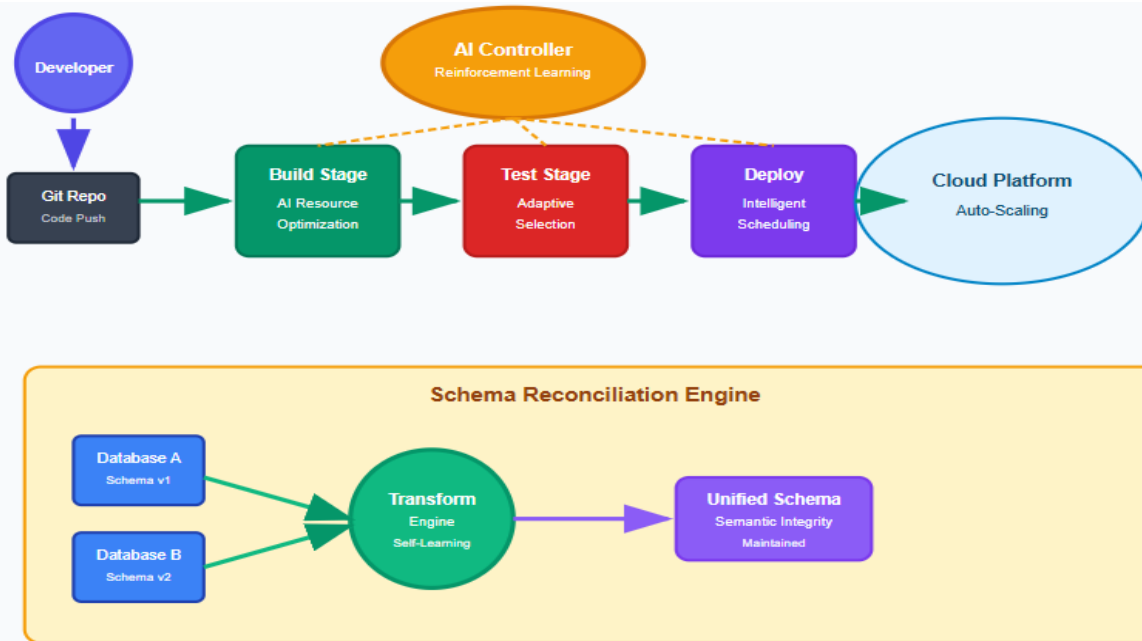 Developer
AI Controller
Reinforcement Learning
Git Repo
Code Push
Build Stage
AI Resource
Optimization
Test Stage
Adaptive
Selection
Deploy
Intelligent
Scheduling
Cloud Platform
Auto-Scaling
Schema Reconciliation Engine
Database A
Schema v1
Database B
Schema v2
Transform
Engine
Self-Learning
Unified Schema
Semantic Integrity
Maintained